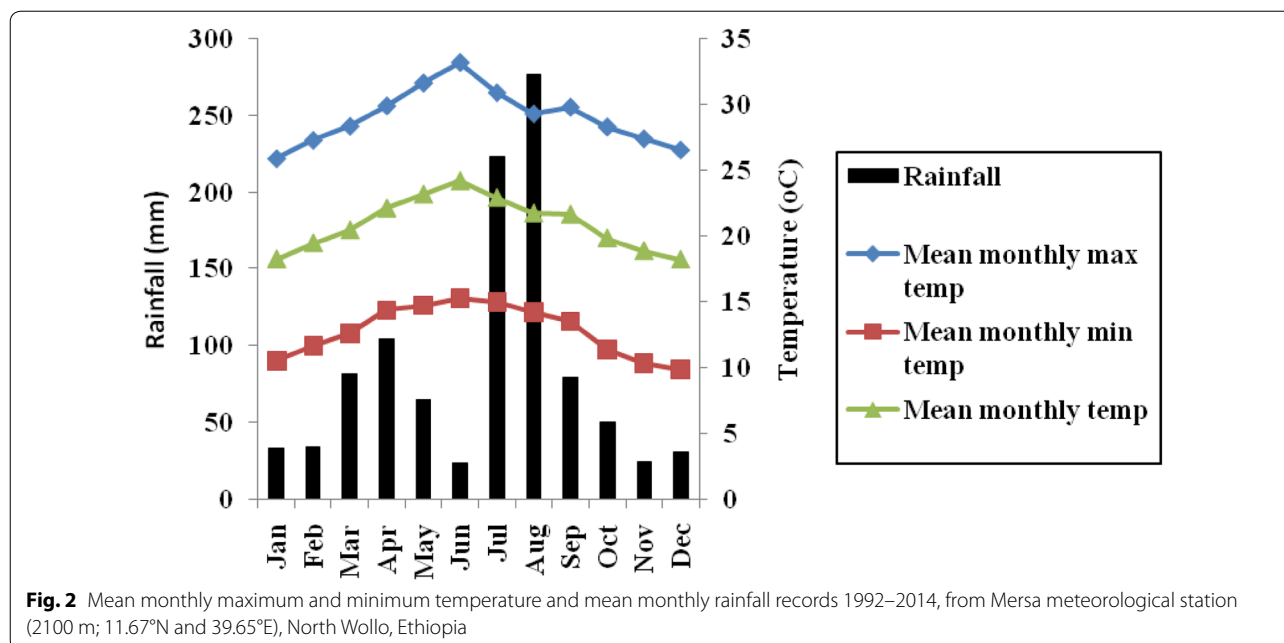 300
250
200
150
100
50
0
Rainfall (mm)
35
30
25
20
15
10
5
0
Temperature (oC)
Jan
Feb
Mar
Apr
May
Jun
Jul
Aug
Sep
Oct
Nov
Dec
Rainfall
Mean monthly max
temp
Mean monthly min
temp
Mean monthly temp
Fig. 2 Mean monthly maximum and minimum temperature and mean monthly rainfall records 1992–2014, from Mersa meteorological station
(2100 m; 11.67°N and 39.65°E), North Wollo, Ethiopia